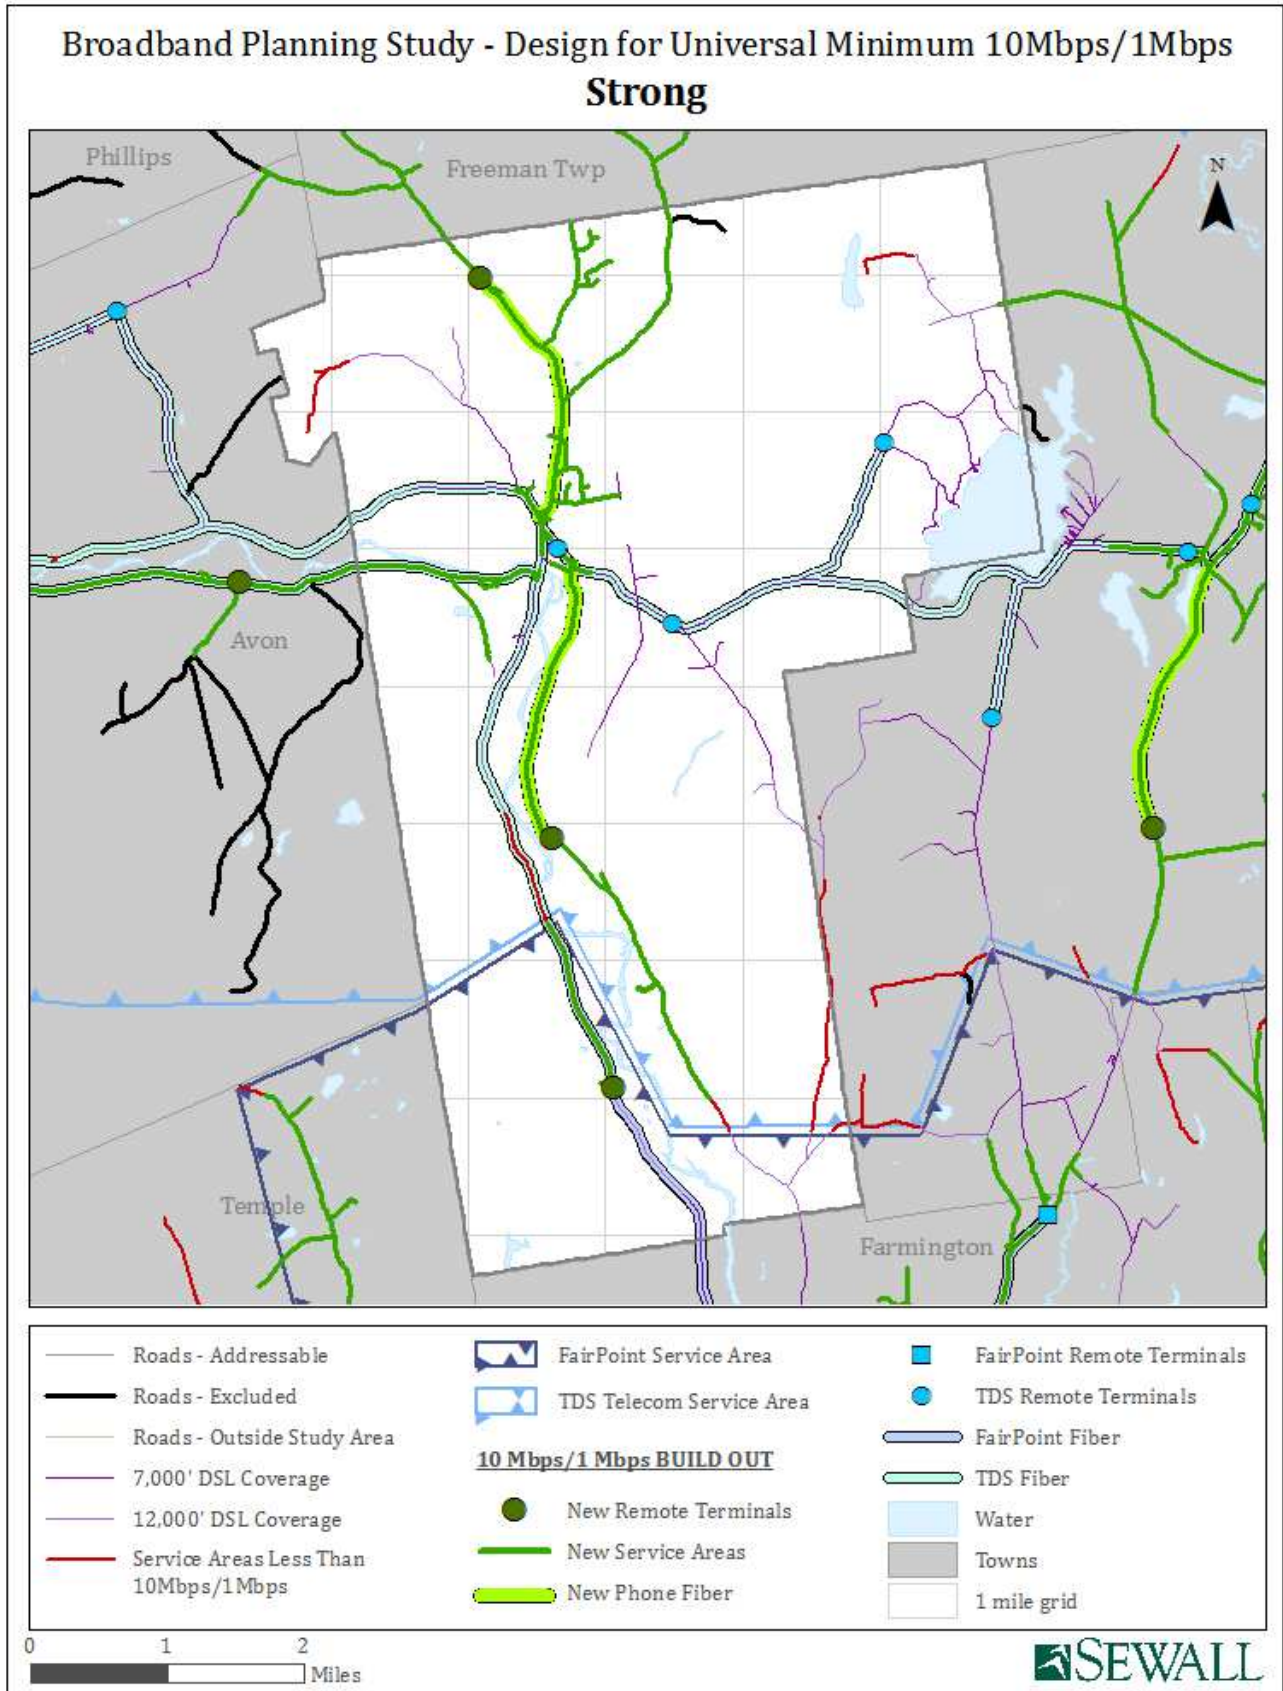 Broadband Planning Study - Design for Universal Minimum 10Mbps/1Mbps
Strong
Phillips
Freeman Twp
N
Avon
Temple
Farmington
Roads - Addressable
Roads - Excluded
Roads - Outside Study Area
7,000' DSL Coverage
12,000' DSL Coverage
Service Areas Less Than
10Mbps/1Mbps
FairPoint Service Area
TDS Telecom Service Area
10 Mbps/1 Mbps BUILD OUT
New Remote Terminals
New Service Areas
New Phone Fiber
FairPoint Remote Terminals
TDS Remote Terminals
FairPoint Fiber
TDS Fiber
Water
Towns
1 mile grid
0 1 2
Miles
SEWALL